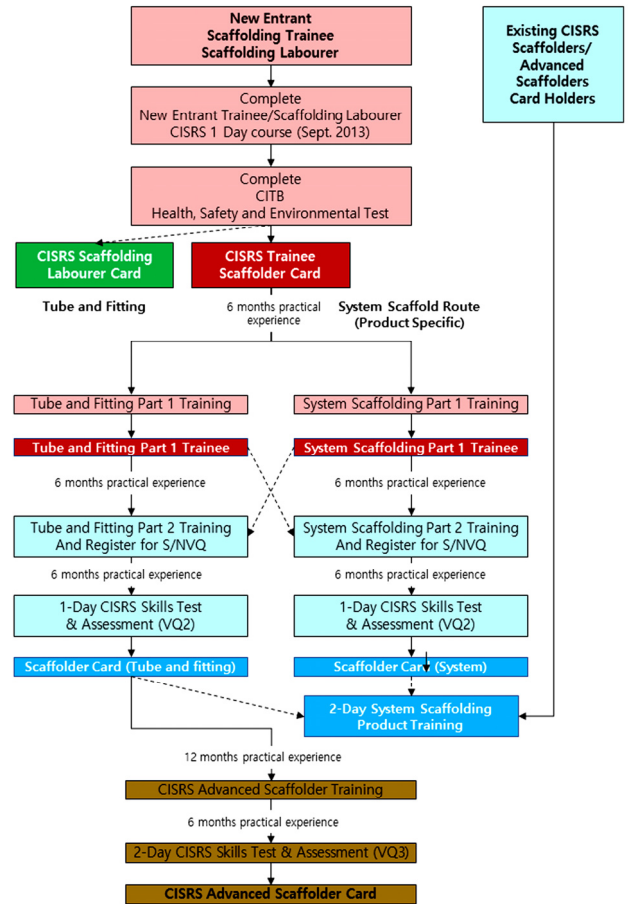 New Entrant
Scaffolding Trainee
Scaffolding Labourer
Existing CISRS
Scaffolders/
Advanced
Scaffolders
Card Holders
Complete
New Entrant Trainee/Scaffolding Labourer
CISRS 1 Day course (Sept. 2013)
Complete
CITB
Health, Safety and Environmental Test
CISRS Scaffolding
Labourer Card
CISRS Trainee
Scaffolder Card
Tube and Fitting
6 months practical
experience
System Scaffold Route
(Product Specific)
Tube and Fitting Part 1 Training
System Scaffolding Part 1 Training
Tube and Fitting Part 1 Trainee
System Scaffolding Part 1 Trainee
6 months practical experience
6 months practical experience
Tube and Fitting Part 2 Training
And Register for S/NVQ
System Scaffolding Part 2 Training
And Register for S/NVQ
6 months practical experience
6 months practical experience
1-Day CISRS Skills Test
& Assessment (VQ2)
1-Day CISRS Skills Test
& Assessment (VQ2)
Scaffolder Card (Tube and fitting)
Scaffolder Card (System)
2-Day System Scaffolding
Product Training
12 months practical experience
CISRS Advanced Scaffolder Training
6 months practical experience
2-Day CISRS Skills Test & Assessment (VQ3)
CISRS Advanced Scaffolder Card